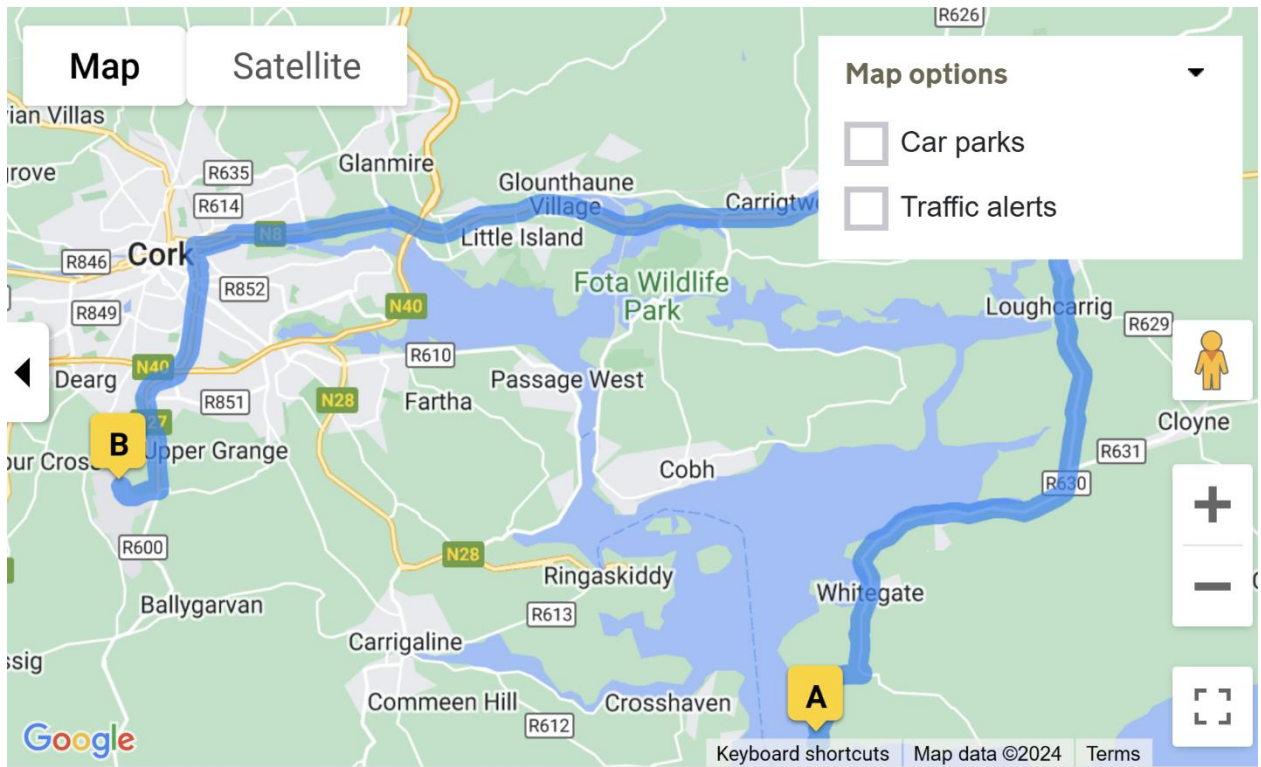 R626
Map
Satellite
Map options
Car parks
Traffic alerts
rian Villas
rove
R635
Glanmire
Glounthaune
Village
R614
Carrigtw
N8
Little Island
Cork
R846
R852
Fota Wildlife
Park
R849
N40
Loughcarrig
R629
R610
N40
Dearg
Passage West
R851
N28
Fartha
Cloyne
27
B
Upper Grange
our Cross
R631
Cobh
R630
R600
N28
Ringaskiddy
Whitegate
Ballygarvan
R613
Carrigaline
ssig
A
Commeen Hill
Crosshaven
R612
Google
Keyboard shortcuts
Map data ©2024
Terms